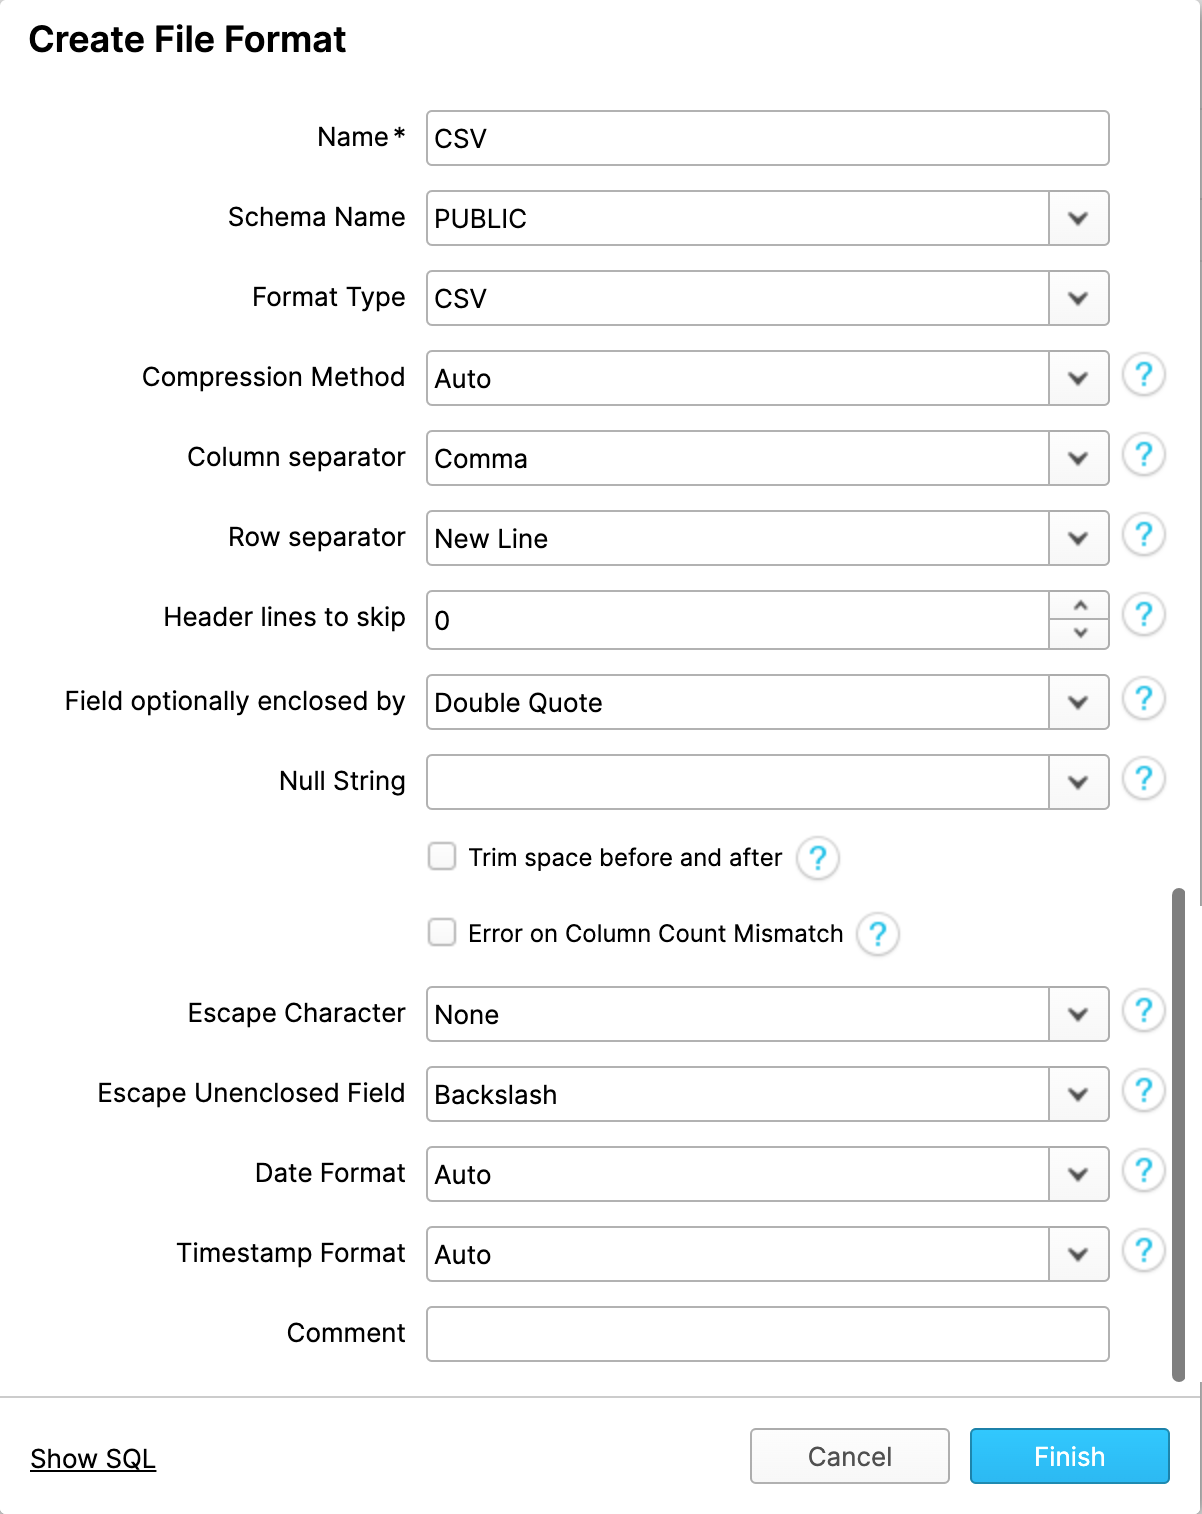 Create File Format
Name* CSV
Schema Name PUBLIC
Format Type CSV
Compression Method Auto ?
Column separator Comma ?
Row separator New Line ?
Header lines to skip 0 ?
Field optionally enclosed by Double Quote ?
Null String ?
Trim space before and after ?
Error on Column Count Mismatch ?
Escape Character None ?
Escape Unenclosed Field Backslash ?
Date Format Auto ?
Timestamp Format Auto ?
Comment
Show SQL Cancel Finish